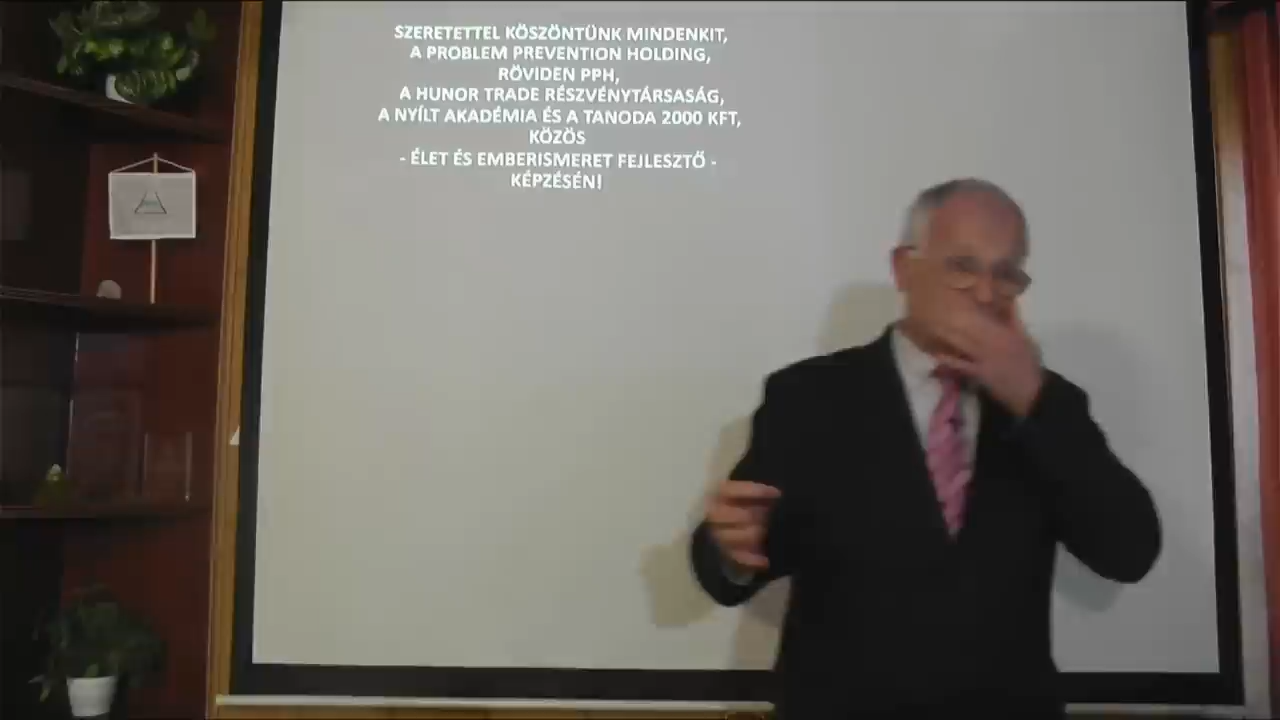 SZERETETTEL KÖSZÖNTÜNK MINDENKIT,
A PROBLEM PREVENTION HOLDING,
RÖVIDEN PPH,
A HUNOR TRADE RÉSZVÉNYTÁRSASÁG,
A NYÍLT AKADÉMIA ÉS A TANODA 2000 KFT,
KÖZÖS
- ÉLET ÉS EMBERISMERET FEJLESZTŐ -
KÉPZÉSÉN!